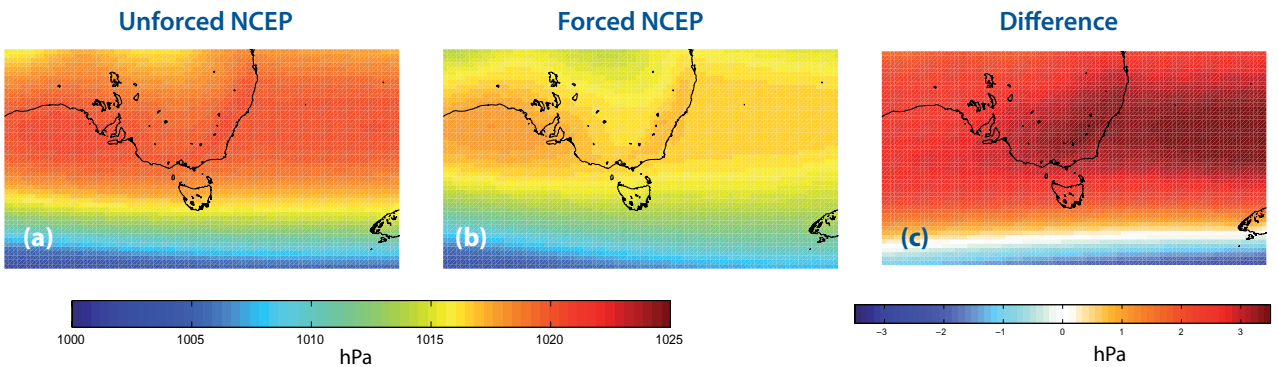 Unforced NCEP
Forced NCEP
Difference
(a)
(b)
(c)
1000 1005 1010 1015 1020 1025
hPa
−3 −2 −1 0 1 2 3
hPa